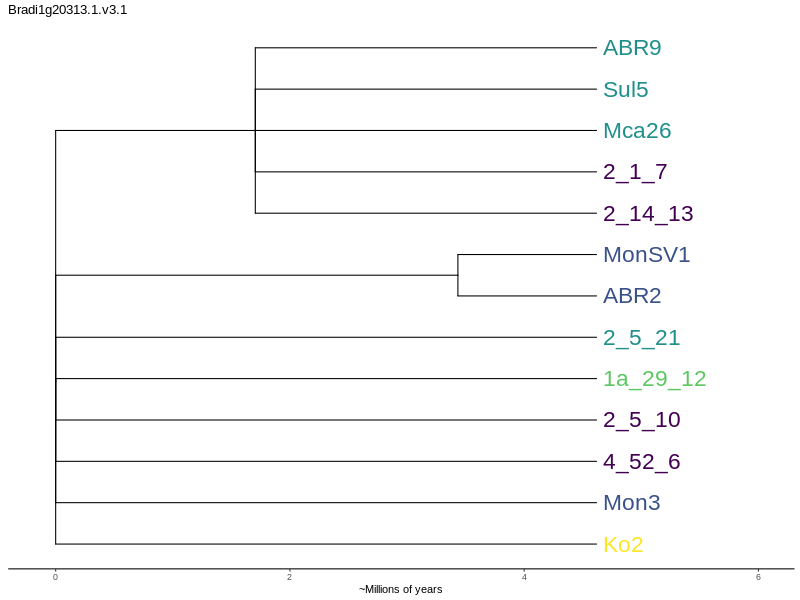 Bradi1g20313.1.v3.1
ABR9
Sul5
Mca26
2_1_7
2_14_13
MonSV1
ABR2
2_5_21
1a_29_12
2_5_10
4_52_6
Mon3
Ko2
0 2 4 6
~Millions of years